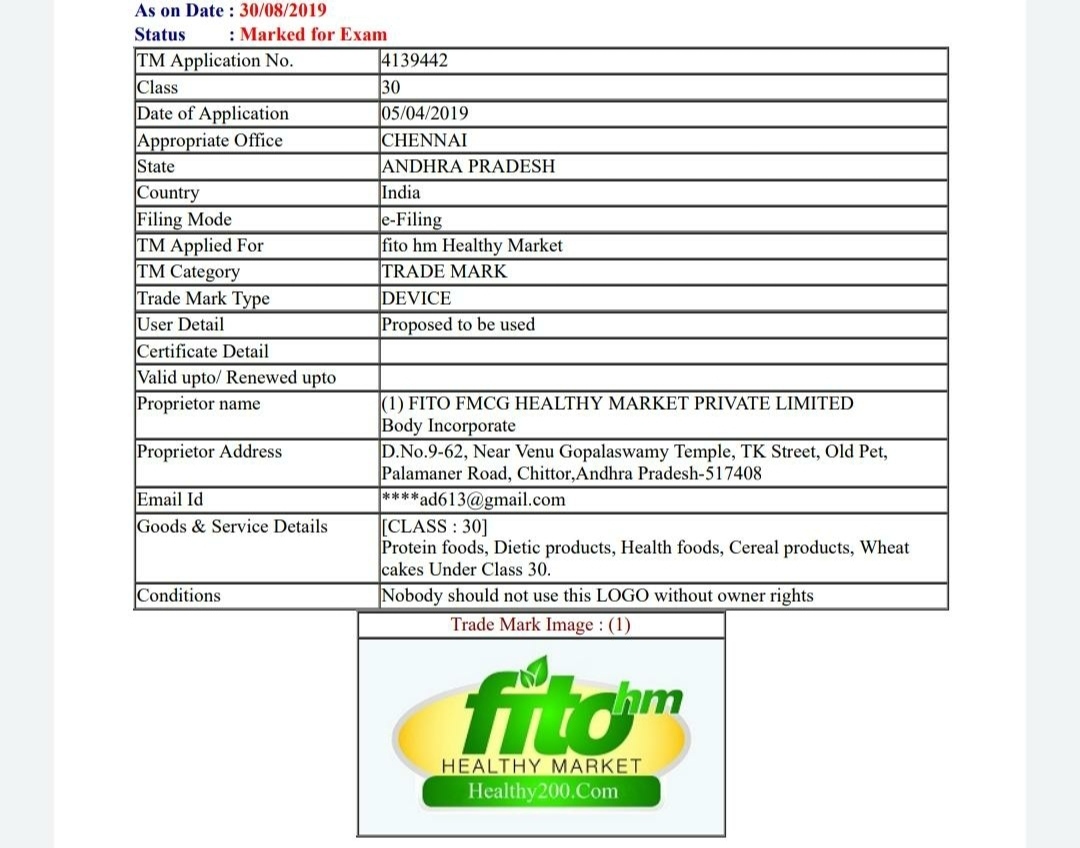 As on Date : 30/08/2019
Status : Marked for Exam
TM Application No. 4139442
Class 30
Date of Application 05/04/2019
Appropriate Office CHENNAI
State ANDHRA PRADESH
Country India
Filing Mode e-Filing
TM Applied For fito hm Healthy Market
TM Category TRADE MARK
Trade Mark Type DEVICE
User Detail Proposed to be used
Certificate Detail
Valid upto/ Renewed upto
Proprietor name (1) FITO FMCG HEALTHY MARKET PRIVATE LIMITED
Body Incorporate
Proprietor Address D.No.9-62, Near Venu Gopalaswamy Temple, TK Street, Old Pet,
Palamaner Road, Chittor,Andhra Pradesh-517408
Email Id ****ad613@gmail.com
Goods & Service Details [CLASS : 30]
Protein foods, Dietic products, Health foods, Cereal products, Wheat
cakes Under Class 30.
Conditions Nobody should not use this LOGO without owner rights
Trade Mark Image : (1)
fito hm
HEALTHY MARKET
Healthy200.Com